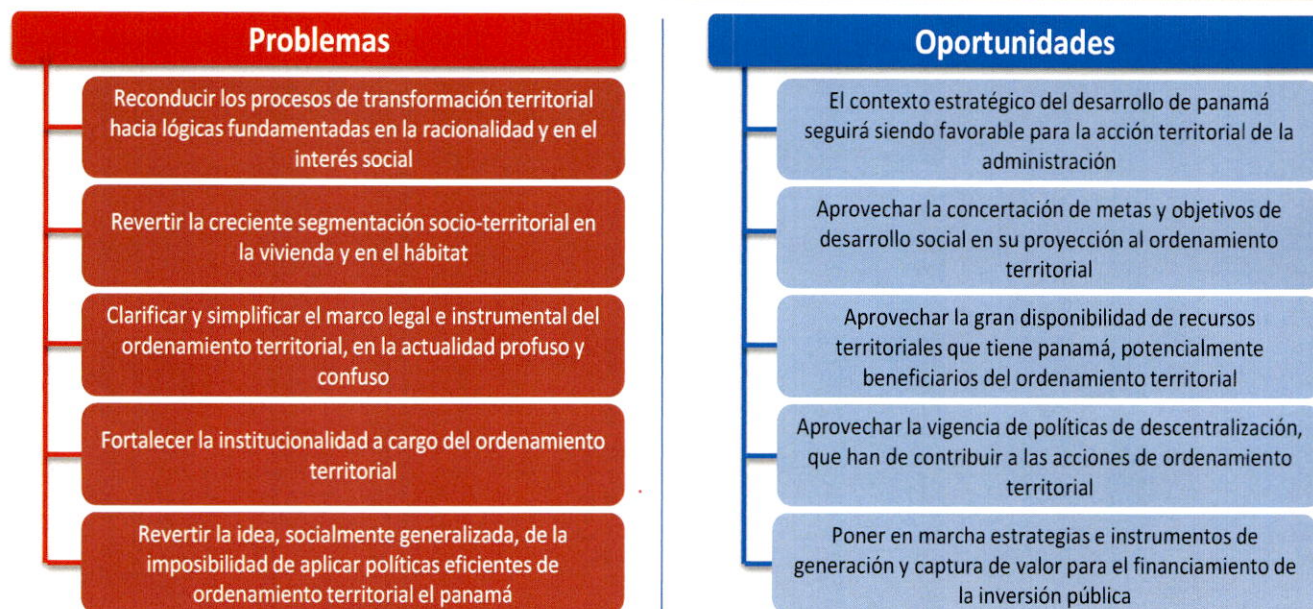 Problemas
Reconducir los procesos de transformación territorial
hacia lógicas fundamentadas en la racionalidad y en el
interés social
Revertir la creciente segmentación socio-territorial en
la vivienda y en el hábitat
Clarificar y simplificar el marco legal e instrumental del
ordenamiento territorial, en la actualidad profuso y
confuso
Fortalecer la institucionalidad a cargo del ordenamiento
territorial
Revertir la idea, socialmente generalizada, de la
imposibilidad de aplicar políticas eficientes de
ordenamiento territorial el panamá
Oportunidades
El contexto estratégico del desarrollo de panamá
seguirá siendo favorable para la acción territorial de la
administración
Aprovechar la concertación de metas y objetivos de
desarrollo social en su proyección al ordenamiento
territorial
Aprovechar la gran disponibilidad de recursos
territoriales que tiene panamá, potencialmente
beneficiarios del ordenamiento territorial
Aprovechar la vigencia de políticas de descentralización,
que han de contribuir a las acciones de ordenamiento
territorial
Poner en marcha estrategias e instrumentos de
generación y captura de valor para el financiamiento de
la inversión pública